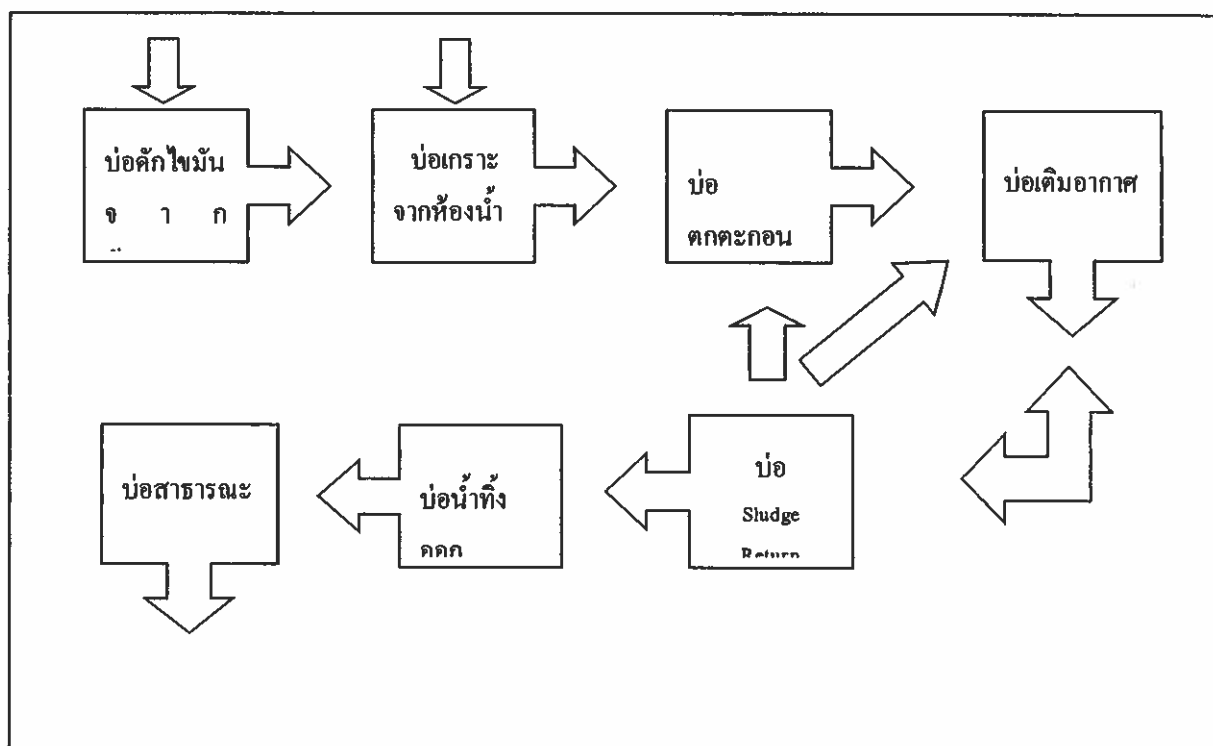 บ่อดักไขมัน
จ า ก
บ่อเกราะ
จากห้องน้ำ
บ่อ
ตกตะกอน
บ่อเติมอากาศ
บ่อสาธารณะ
บ่อน้ำทิ้ง
ออก
บ่อ
Sludge
Return